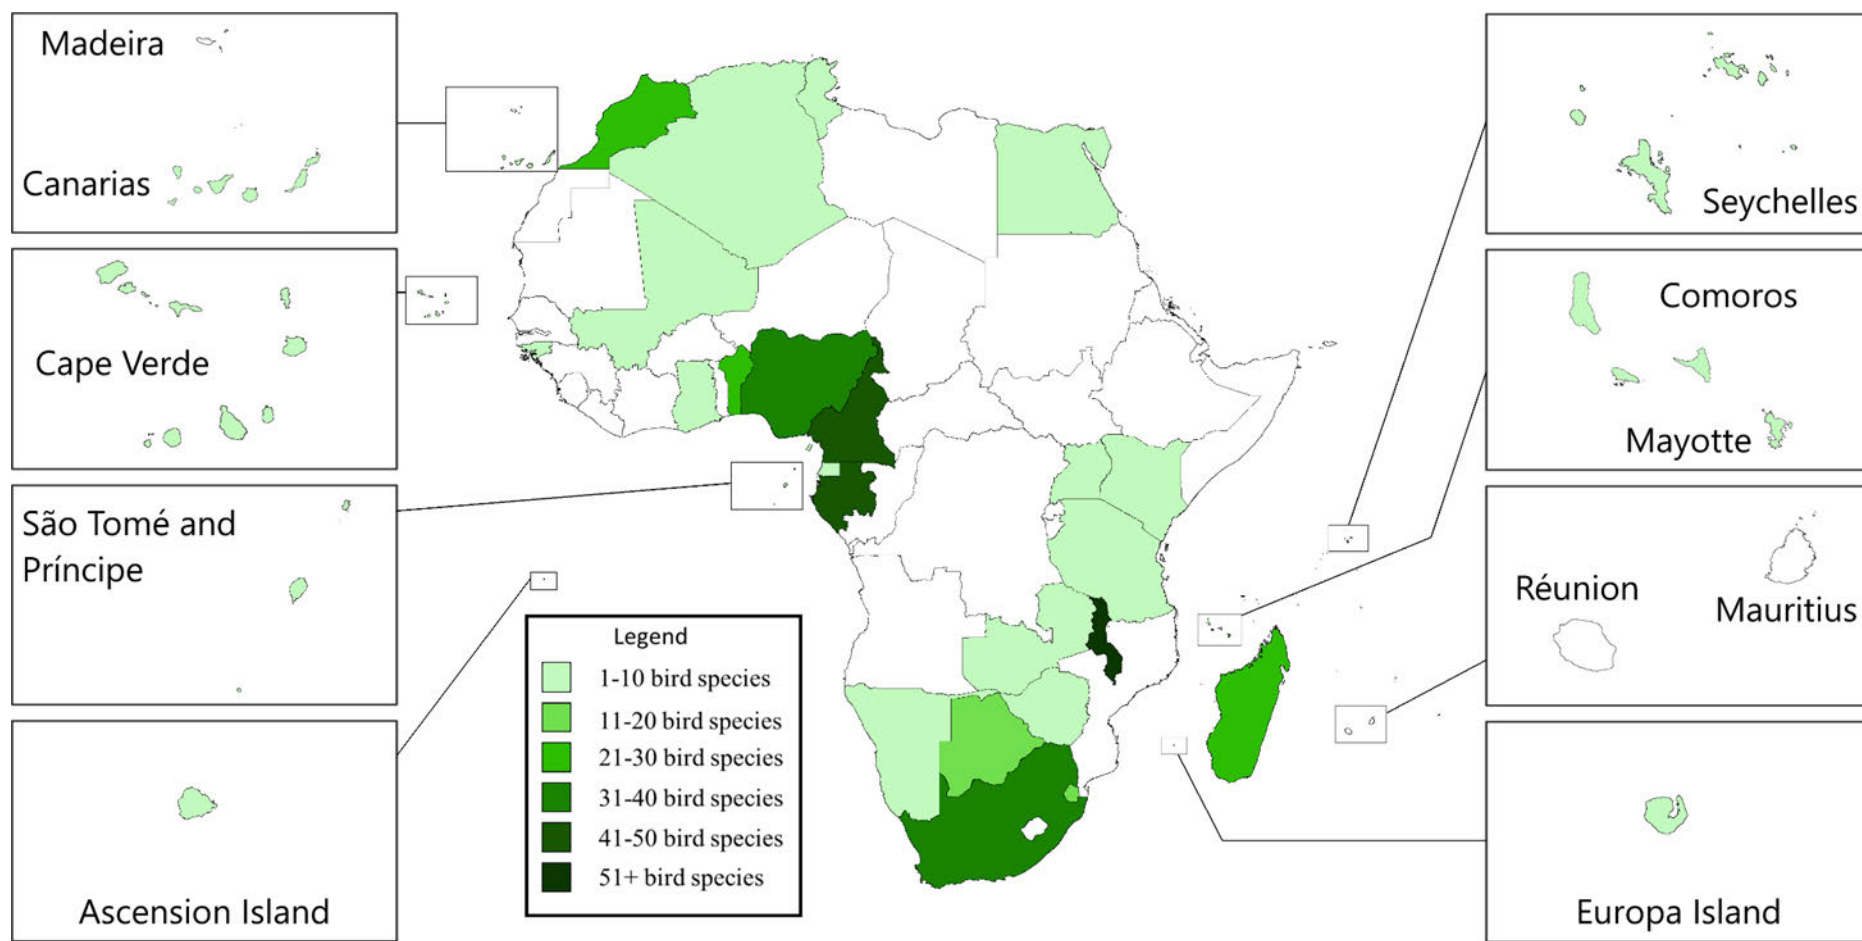 Madeira
Canarias
Cape Verde
São Tomé and
Príncipe
Ascension Island
Legend
1-10 bird species
11-20 bird species
21-30 bird species
31-40 bird species
41-50 bird species
51+ bird species
Seychelles
Comoros
Mayotte
Réunion
Mauritius
Europa Island